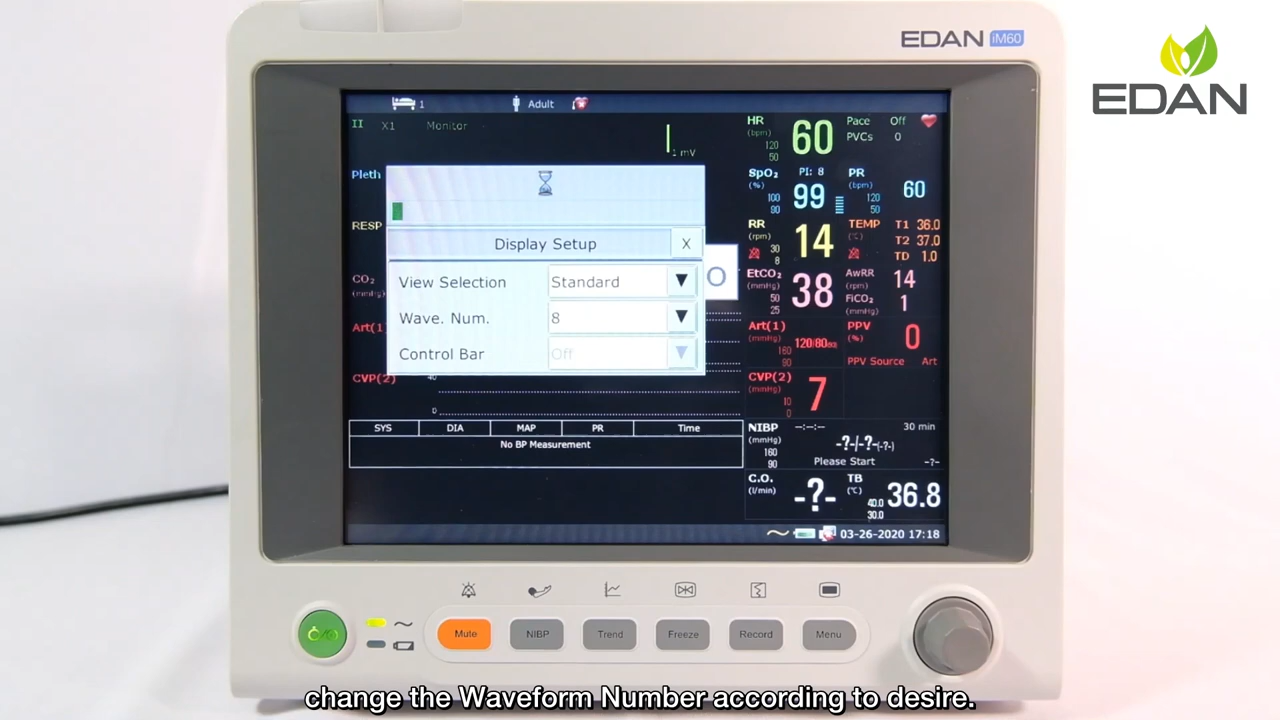 EDAN iM60
EDAN
1 Adult
II X1 Monitor
1 mV
Pleth
RESP
CO₂
(mmHg)
Art(1)
CVP(2)
40
0
Display Setup X
View Selection Standard
Wave. Num. 8
Control Bar Off
O
HR
(bpm)
120
50
60
Pace Off
PVCs 0
SpO₂
(%)
100
80
PI: 8
99
PR
(bpm)
120
50
60
RR
(rpm)
30
8
14
TEMP
(°C)
T1 36.0
T2 37.0
TD 1.0
EtCO₂
(mmHg)
50
25
38
AwRR
(rpm)
14
FiCO₂
(mmHg)
1
Art(1)
(mmHg)
160
90
120/80
PPV
(%)
0
PPV Source Art
CVP(2)
(mmHg)
10
0
7
SYS DIA MAP PR Time
No BP Measurement
NIBP
(mmHg)
160
90
--:--:-- 30 min
-?-/-?-(-?-)
Please Start -?-
C.O.
(l/min)
-?-
TB
(°C)
40.0
30.0
36.8
03-26-2020 17:18
Mute NIBP Trend Freeze Record Menu
change the Waveform Number according to desire.